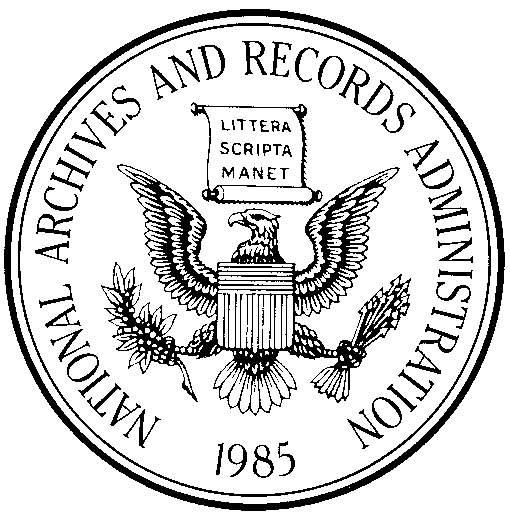 NATIONAL ARCHIVES AND RECORDS ADMINISTRATION
LITTERA
SCRIPTA
MANET
1985